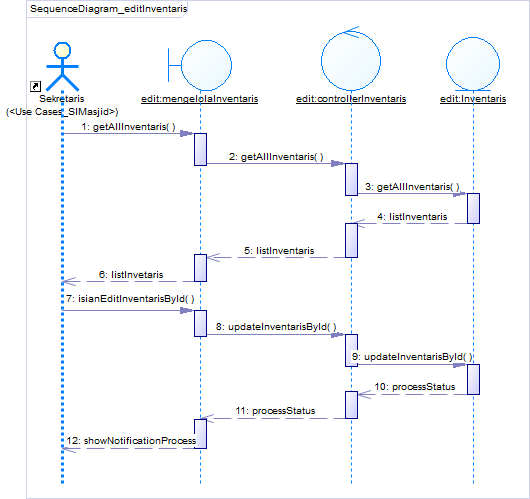 SequenceDiagram_editInventaris
Sekretaris
(<Use Cases_SIMasjid>)
edit:mengelolaInventaris
edit:controllerInventaris
edit:Inventaris
1: getAllInventaris( )
2: getAllInventaris( )
3: getAllInventaris( )
4: listInventaris
5: listInventaris
6: listInvetaris
7: isianEditInventarisById( )
8: updateInventarisById( )
9: updateInventarisById( )
10: processStatus
11: processStatus
12: showNotificationProcess